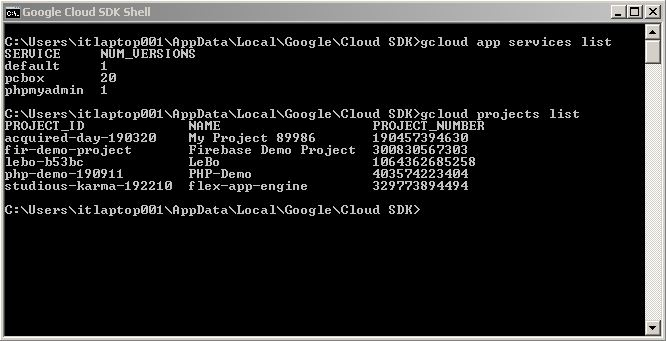 Google Cloud SDK Shell
C:\Users\itlaptop001\AppData\Local\Google\Cloud SDK>gcloud app services list
SERVICE     NUM_VERSIONS
default     1
pcbox       20
phpmyadmin  1
C:\Users\itlaptop001\AppData\Local\Google\Cloud SDK>gcloud projects list
PROJECT_ID             NAME                   PROJECT_NUMBER
acquired-day-190320    My Project 89986       190457394630
fir-demo-project       Firebase Demo Project  300830567303
lebo-b53bc             LeBo                   1064362685258
php-demo-190911        PHP-Demo               403574223404
studious-karma-192210  flex-app-engine        329773894494
C:\Users\itlaptop001\AppData\Local\Google\Cloud SDK>